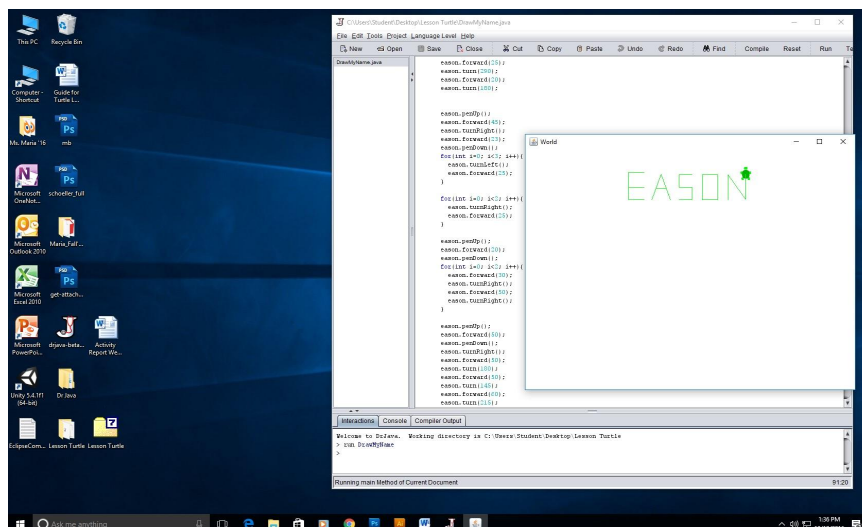 This PC
Recycle Bin
Computer - Shortcut
Guide for Turtle L...
Ms. Maria '16
mb
Microsoft OneNot...
schoeller_full
Microsoft Outlook 2010
Maria_Fall'...
Microsoft Excel 2010
get-attach...
Microsoft PowerPoi...
drjava-beta...
Activity Report We...
Unity 5.4.1f1 (64-bit)
Dr Java
EclipseCom...
Lesson Turtle
Lesson Turtle
C:\Users\Student\Desktop\Lesson Turtle\DrawMyName.java
File Edit Tools Project Language Level Help
New Open Save Close Cut Copy Paste Undo Redo Find Compile Reset Run Te
DrawMyName.java
eason.forward(25);
eason.turn(290);
eason.forward(20);
eason.turn(160);
eason.penUp();
eason.forward(45);
eason.turnRight();
eason.forward(23);
eason.penDown();
for(int i=0; i<3; i++){
eason.turnLeft();
eason.forward(25);
}
for(int i=0; i<2; i++){
eason.turnRight();
eason.forward(25);
}
eason.penUp();
eason.forward(20);
eason.penDown();
for(int i=0; i<2; i++){
eason.forward(30);
eason.turnRight();
eason.forward(50);
eason.turnRight();
}
eason.penUp();
eason.forward(50);
eason.penDown();
eason.turnRight();
eason.forward(50);
eason.turn(180);
eason.forward(50);
eason.turn(145);
eason.forward(60);
eason.turn(215);
World
EASON
Interactions Console Compiler Output
Welcome to DrJava. Working directory is C:\Users\Student\Desktop\Lesson Turtle
> run DrawMyName
>
Running main Method of Current Document
91:20
Ask me anything
1:36 PM